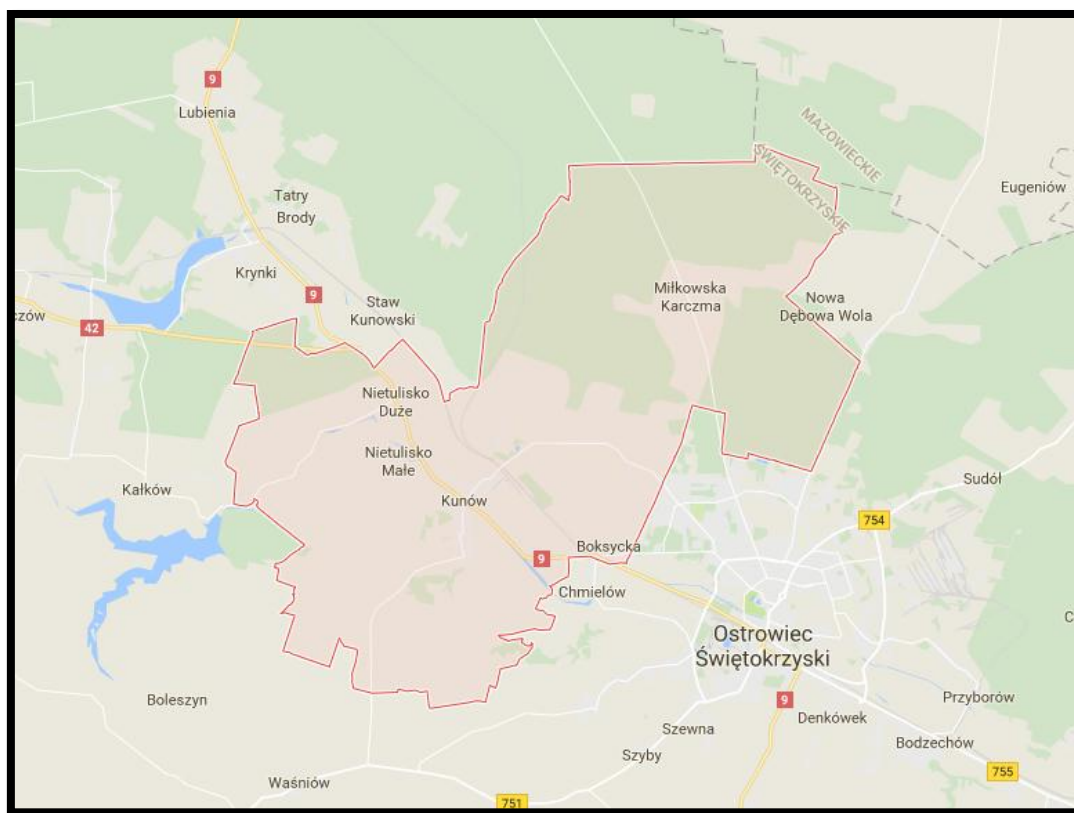 9
Lubienia
MAZOWIECKIE
ŚWIĘTOKRZYSKIE
Eugeniów
Tatry
Brody
Krynki
9
Miłkowska
Karczma
Nowa
Dębowa Wola
Staw
Kunowski
czów
42
Nietulisko
Duże
Nietulisko
Małe
Kałków
Kunów
Sudół
754
Boksycka
9
Chmielów
Ostrowiec
Świętokrzyski
Boleszyn
9
Przyborów
Denkówek
Szewna
Bodzechów
Szyby
755
Waśniów
751